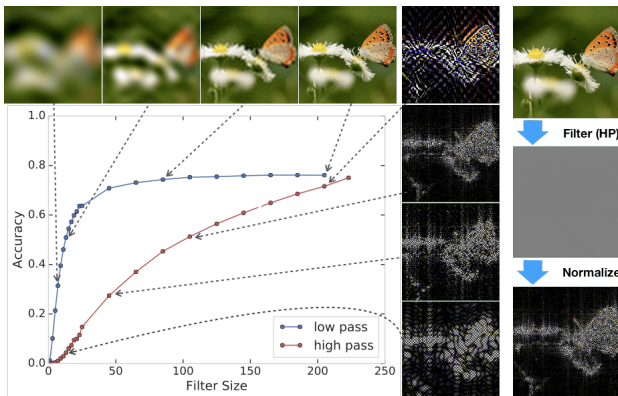 Filter (HP)
Normalize
1.0
0.8
0.6
0.4
0.2
0.0
Accuracy
0
50
100
150
200
250
Filter Size
low pass
high pass